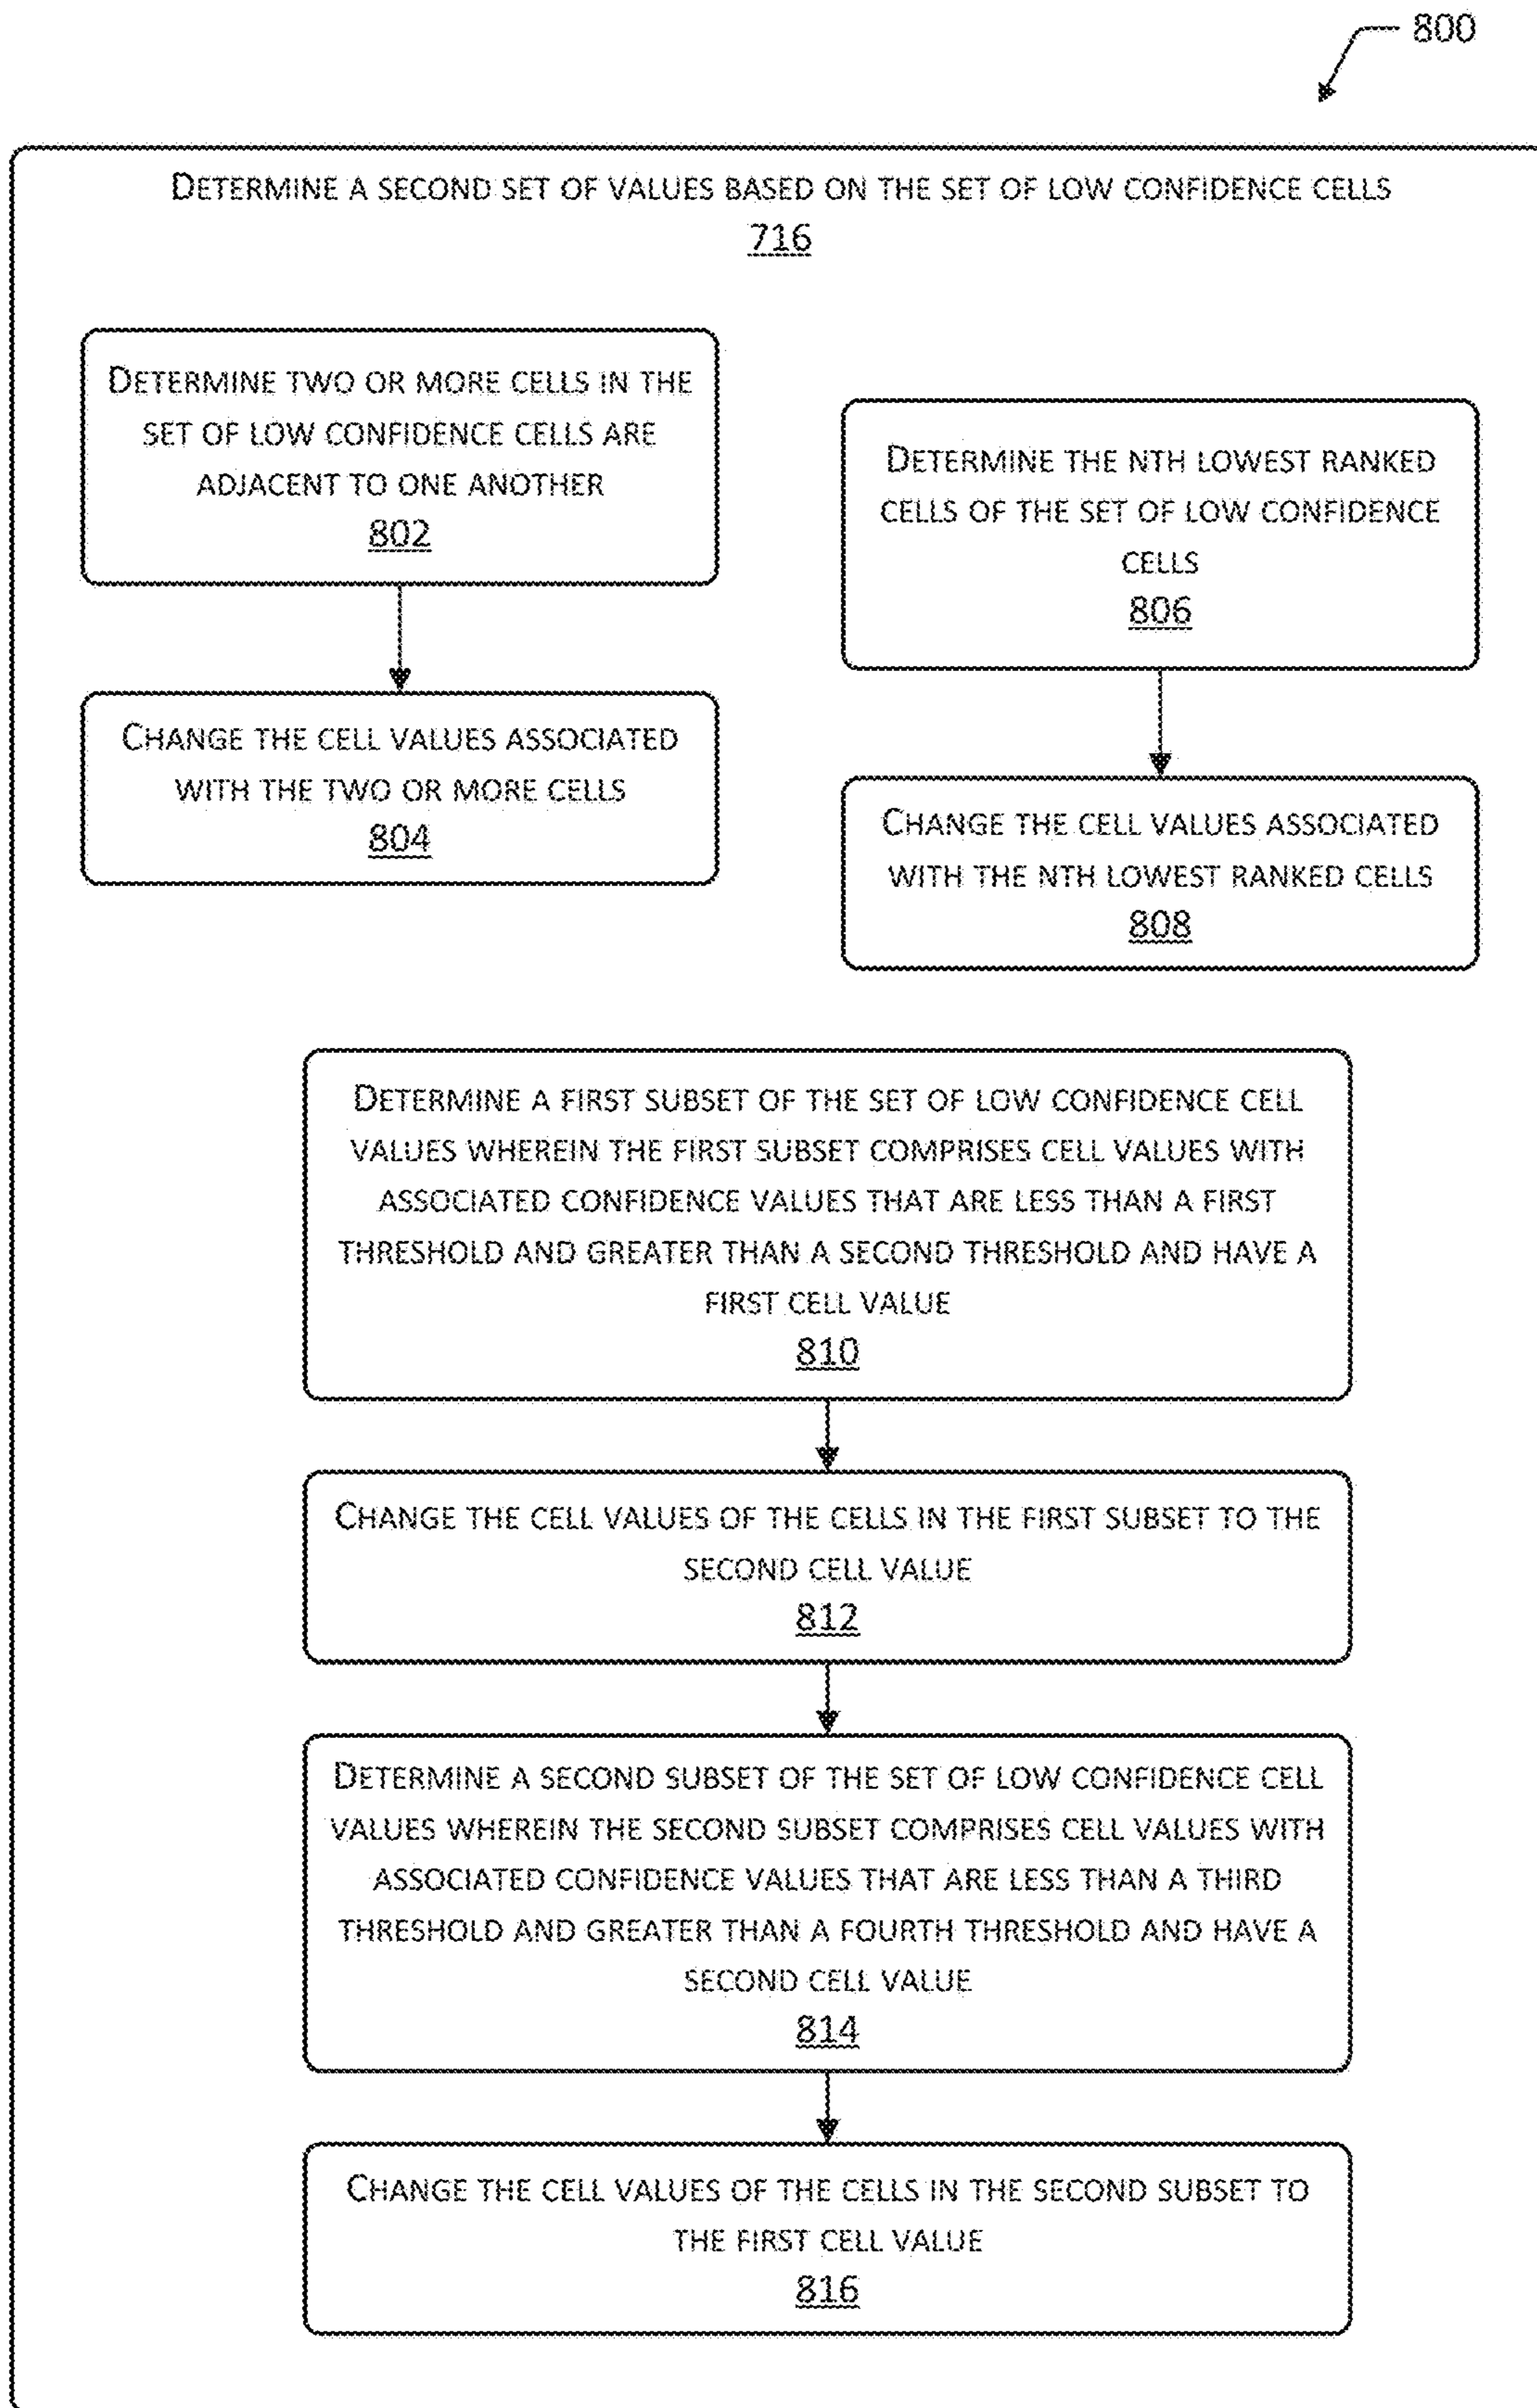 800
DETERMINE A SECOND SET OF VALUES BASED ON THE SET OF LOW CONFIDENCE CELLS
716
DETERMINE TWO OR MORE CELLS IN THE
SET OF LOW CONFIDENCE CELLS ARE
ADJACENT TO ONE ANOTHER
802
CHANGE THE CELL VALUES ASSOCIATED
WITH THE TWO OR MORE CELLS
804
DETERMINE THE NTH LOWEST RANKED
CELLS OF THE SET OF LOW CONFIDENCE
CELLS
806
CHANGE THE CELL VALUES ASSOCIATED
WITH THE NTH LOWEST RANKED CELLS
808
DETERMINE A FIRST SUBSET OF THE SET OF LOW CONFIDENCE CELL
VALUES WHEREIN THE FIRST SUBSET COMPRISES CELL VALUES WITH
ASSOCIATED CONFIDENCE VALUES THAT ARE LESS THAN A FIRST
THRESHOLD AND GREATER THAN A SECOND THRESHOLD AND HAVE A
FIRST CELL VALUE
810
CHANGE THE CELL VALUES OF THE CELLS IN THE FIRST SUBSET TO THE
SECOND CELL VALUE
812
DETERMINE A SECOND SUBSET OF THE SET OF LOW CONFIDENCE CELL
VALUES WHEREIN THE SECOND SUBSET COMPRISES CELL VALUES WITH
ASSOCIATED CONFIDENCE VALUES THAT ARE LESS THAN A THIRD
THRESHOLD AND GREATER THAN A FOURTH THRESHOLD AND HAVE A
SECOND CELL VALUE
814
CHANGE THE CELL VALUES OF THE CELLS IN THE SECOND SUBSET TO
THE FIRST CELL VALUE
816